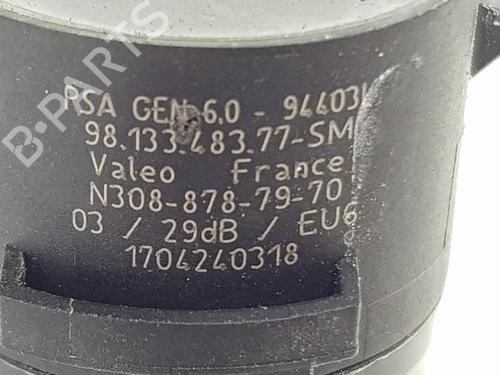 B-PARTS
PSA GEN 6.0 - 94403
98.133.483.77-SM
Valeo France
N308-878-79-70
03 / 29dB / EU6
1704240318